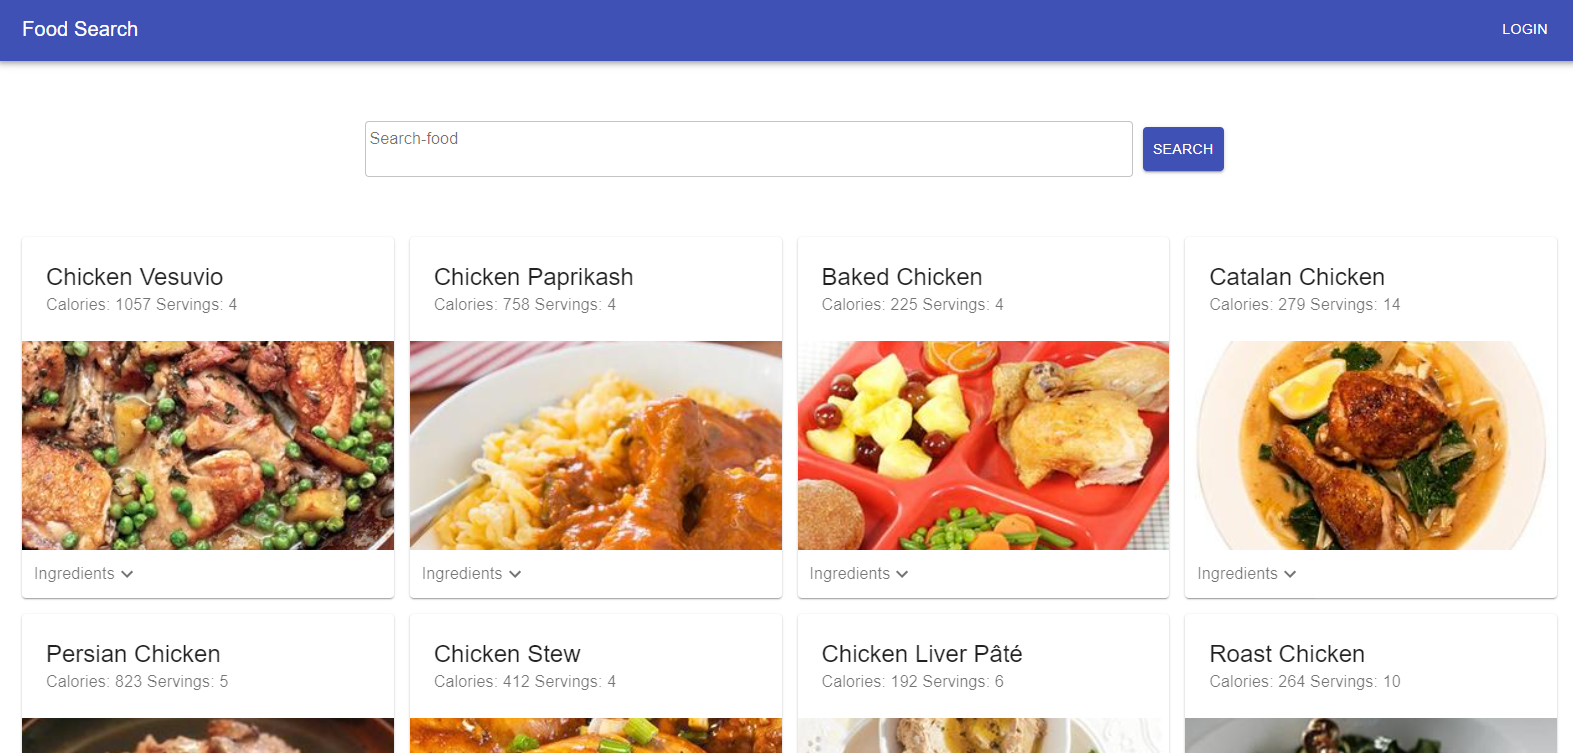 Food Search
LOGIN
Search-food
SEARCH
Chicken Vesuvio
Calories: 1057 Servings: 4
Ingredients
Chicken Paprikash
Calories: 758 Servings: 4
Ingredients
Baked Chicken
Calories: 225 Servings: 4
Ingredients
Catalan Chicken
Calories: 279 Servings: 14
Ingredients
Persian Chicken
Calories: 823 Servings: 5
Chicken Stew
Calories: 412 Servings: 4
Chicken Liver Pâté
Calories: 192 Servings: 6
Roast Chicken
Calories: 264 Servings: 10